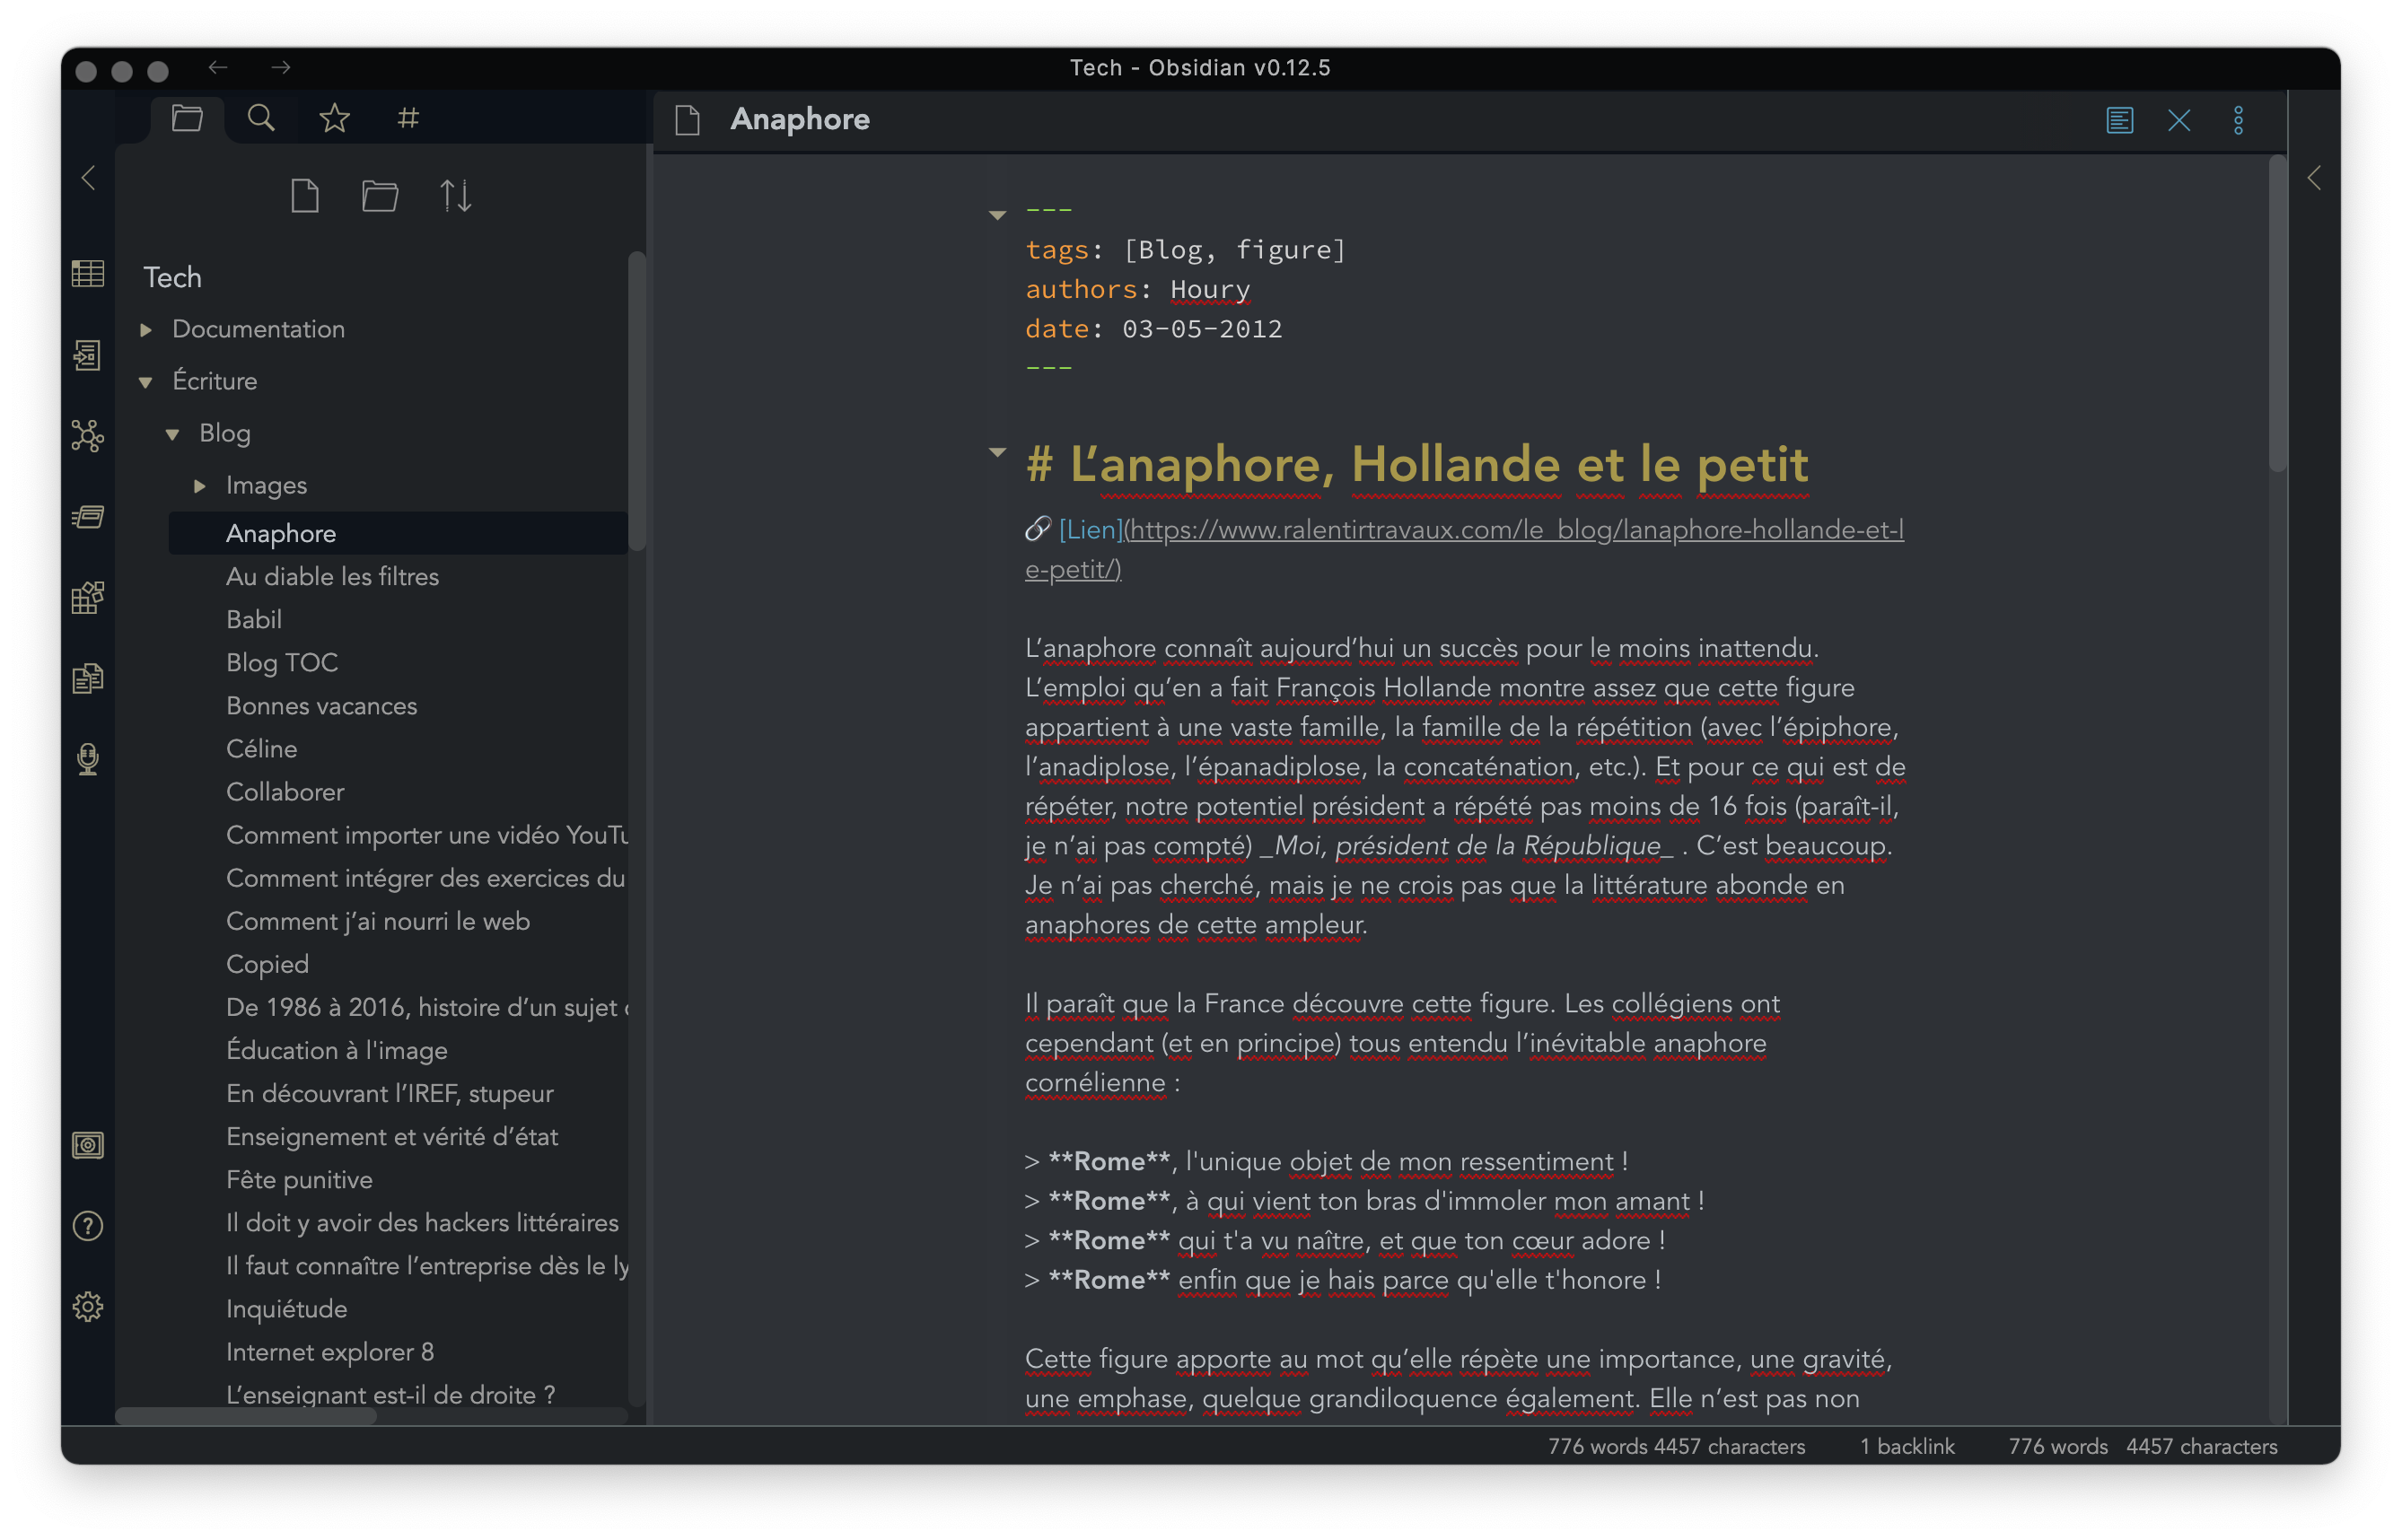 Tech - Obsidian v0.12.5
Anaphore
Tech
Documentation
Écriture
Blog
Images
Anaphore
Au diable les filtres
Babil
Blog TOC
Bonnes vacances
Céline
Collaborer
Comment importer une vidéo YouTu
Comment intégrer des exercices du
Comment j’ai nourri le web
Copied
De 1986 à 2016, histoire d’un sujet
Éducation à l'image
En découvrant l’IREF, stupeur
Enseignement et vérité d’état
Fête punitive
Il doit y avoir des hackers littéraires
Il faut connaître l’entreprise dès le ly
Inquiétude
Internet explorer 8
L’enseignant est-il de droite ?
---
tags: [Blog, figure]
authors: Houry
date: 03-05-2012
---
# L’anaphore, Hollande et le petit
🔗 [Lien](https://www.ralentirtravaux.com/le_blog/lanaphore-hollande-et-l
e-petit/)
L’anaphore connaît aujourd’hui un succès pour le moins inattendu.
L’emploi qu’en a fait François Hollande montre assez que cette figure
appartient à une vaste famille, la famille de la répétition (avec l’épiphore,
l’anadiplose, l’épanadiplose, la concaténation, etc.). Et pour ce qui est de
répéter, notre potentiel président a répété pas moins de 16 fois (paraît-il,
je n’ai pas compté) _Moi, président de la République_ . C’est beaucoup.
Je n’ai pas cherché, mais je ne crois pas que la littérature abonde en
anaphores de cette ampleur.
Il paraît que la France découvre cette figure. Les collégiens ont
cependant (et en principe) tous entendu l’inévitable anaphore
cornélienne :
> **Rome**, l'unique objet de mon ressentiment !
> **Rome**, à qui vient ton bras d'immoler mon amant !
> **Rome** qui t'a vu naître, et que ton cœur adore !
> **Rome** enfin que je hais parce qu'elle t'honore !
Cette figure apporte au mot qu’elle répète une importance, une gravité,
une emphase, quelque grandiloquence également. Elle n’est pas non
776 words 4457 characters 1 backlink 776 words 4457 characters